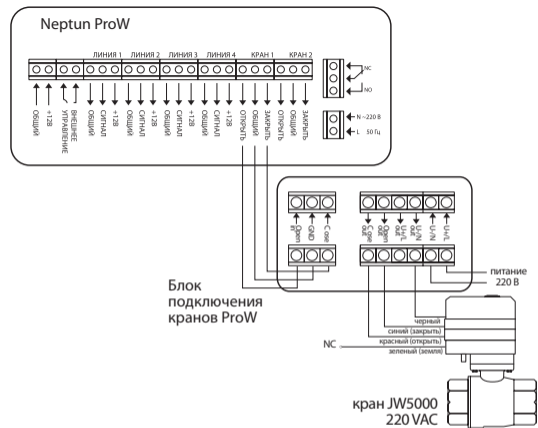 Neptun ProW
ЛИНИЯ 1 ЛИНИЯ 2 ЛИНИЯ 3 ЛИНИЯ 4 КРАН 1 КРАН 2
NC
NO
ОБЩИЙ
+12В
ВНЕШНЕЕ
УПРАВЛЕНИЕ
ОБЩИЙ
СИГНАЛ
+12В
ОБЩИЙ
СИГНАЛ
+12В
ОБЩИЙ
СИГНАЛ
+12В
ОБЩИЙ
СИГНАЛ
+12В
ОТКРЫТЬ
ОБЩИЙ
ЗАКРЫТЬ
ОТКРЫТЬ
ОБЩИЙ
ЗАКРЫТЬ
N ~220 В
L 50 Гц
Open in
GND
C ose
C ose out
Open out
U+/L out
U-/N out
U-/N
U+/L
Блок
подключения
кранов ProW
питание
220 В
черный
синий (закрыть)
красный (открыть)
зеленый (земля)
NC
кран JW5000
220 VAC